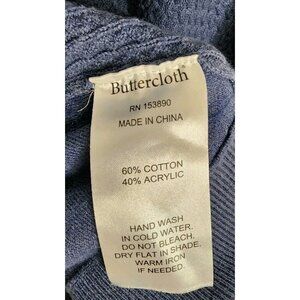 Buttercloth
RN 153890
MADE IN CHINA
60% COTTON
40% ACRYLIC
HAND WASH
IN COLD WATER.
DO NOT BLEACH.
DRY FLAT IN SHADE,
WARM IRON
IF NEEDED.